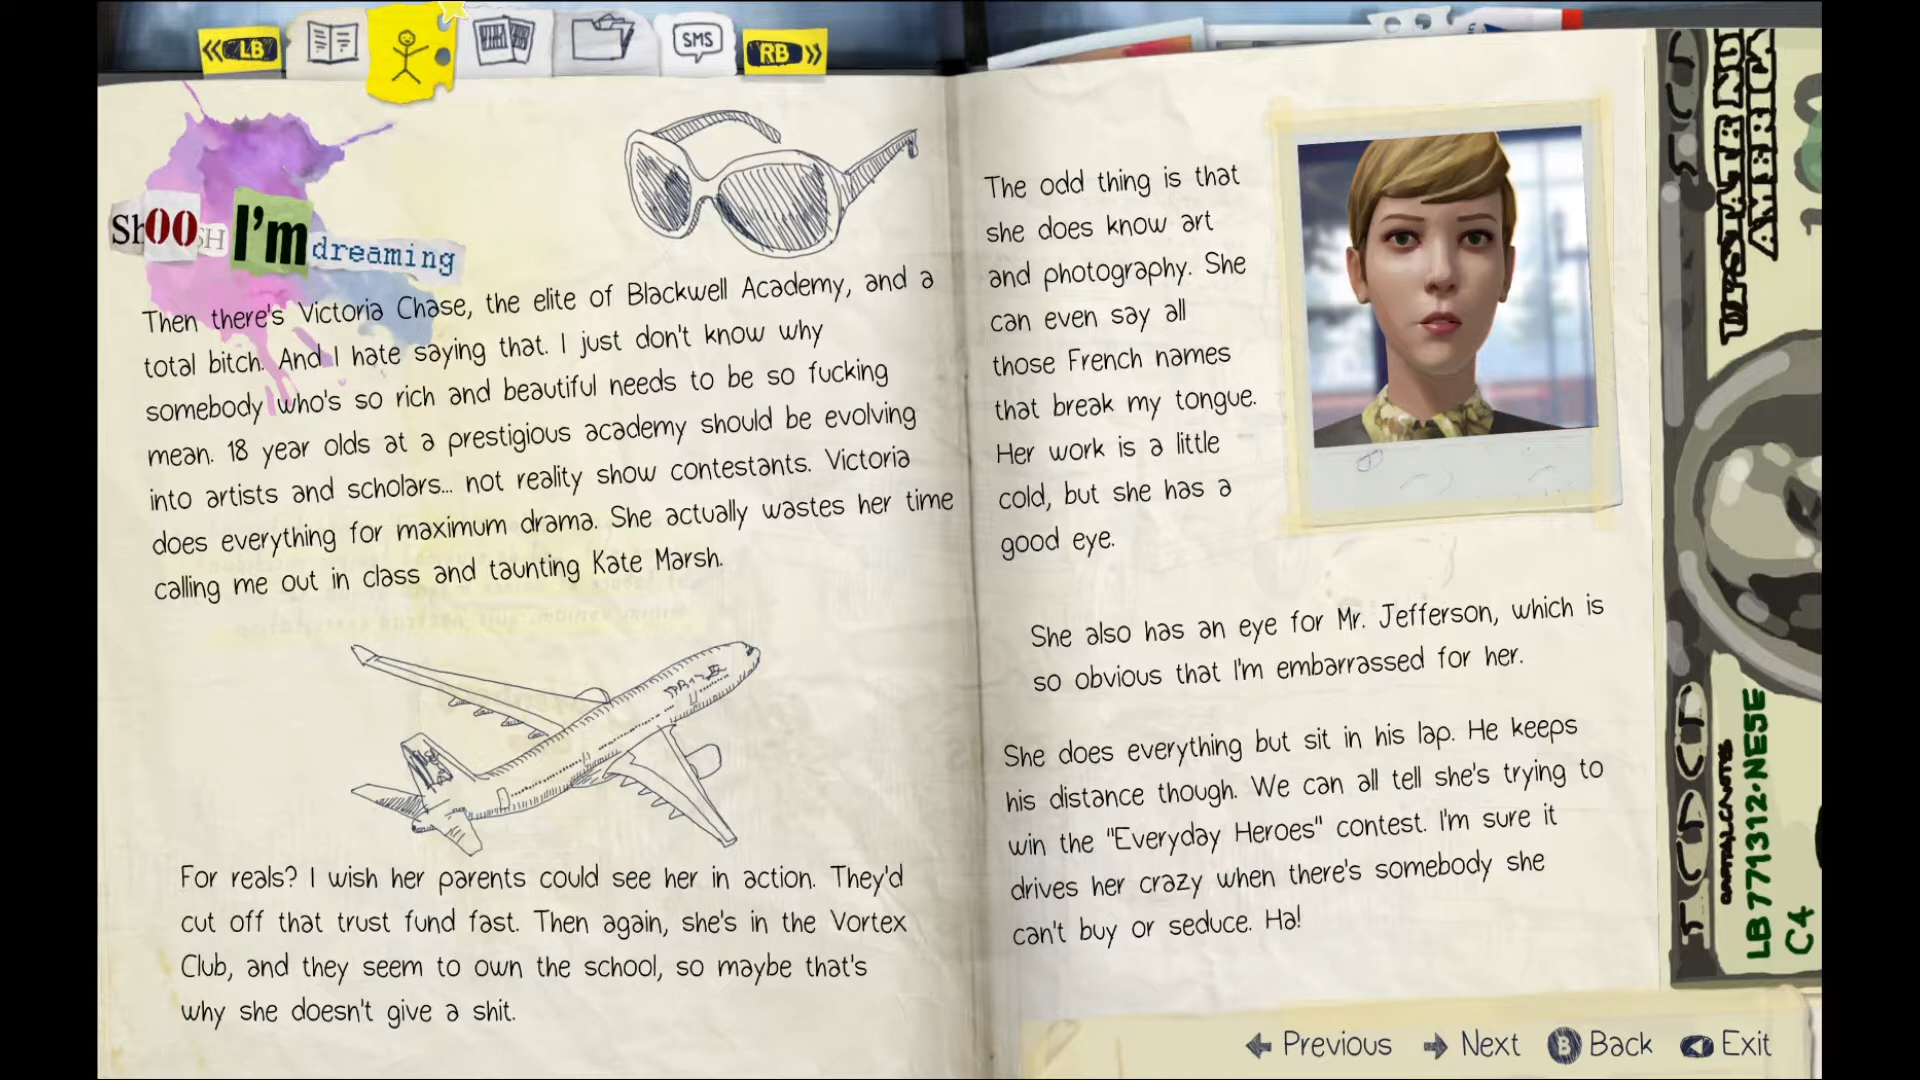 LB
SMS
RB
ShOOSH I'm dreaming
Then there's Victoria Chase, the elite of Blackwell Academy, and a
total bitch. And I hate saying that. I just don't know why
somebody who's so rich and beautiful needs to be so fucking
mean. 18 year olds at a prestigious academy should be evolving
into artists and scholars... not reality show contestants. Victoria
does everything for maximum drama. She actually wastes her time
calling me out in class and taunting Kate Marsh.
For reals? I wish her parents could see her in action. They'd
cut off that trust fund fast. Then again, she's in the Vortex
Club, and they seem to own the school, so maybe that's
why she doesn't give a shit.
The odd thing is that
she does know art
and photography. She
can even say all
those French names
that break my tongue.
Her work is a little
cold, but she has a
good eye.
She also has an eye for Mr. Jefferson, which is
so obvious that I'm embarrassed for her.
She does everything but sit in his lap. He keeps
his distance though. We can all tell she's trying to
win the "Everyday Heroes" contest. I'm sure it
drives her crazy when there's somebody she
can't buy or seduce. Ha!
AMERICA
LB771312·NE5E
C4
Previous Next B Back Exit